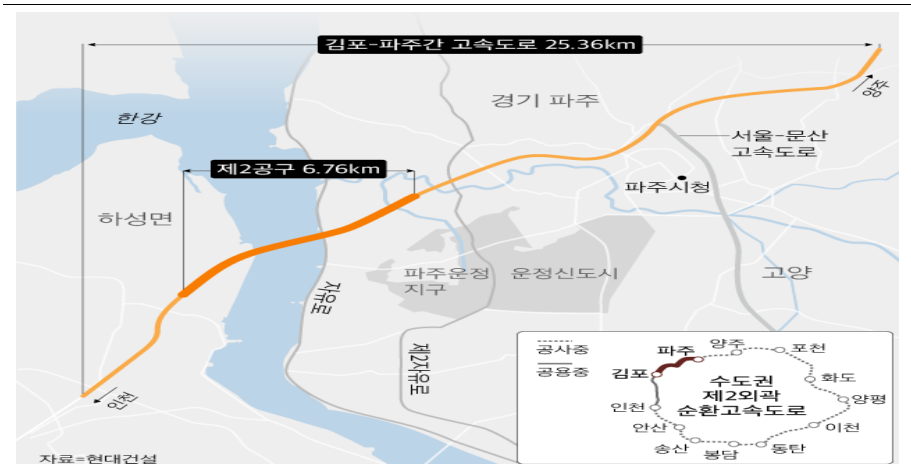 김포-파주간 고속도로 25.36km
양주
경기 파주
한강
서울-문산
고속도로
제2공구 6.76km
파주시청
하성면
파주운정
지구
운정신도시
고양
자유로
제2자유로
인천
공사중
공용중
수도권
제2외곽
순환고속도로
파주
양주
포천
김포
화도
양평
인천
안산
이천
송산
봉담
동탄
자료=현대건설